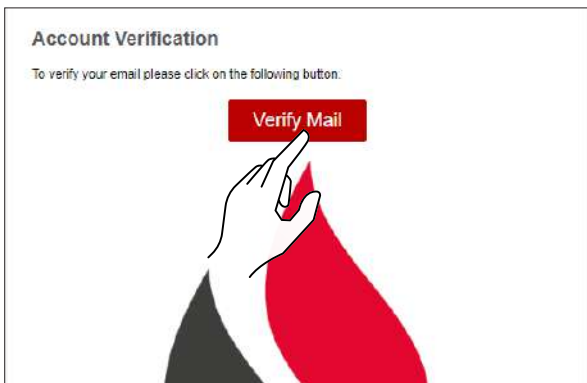 Account Verification
To verify your email please click on the following button.
Verify Mail